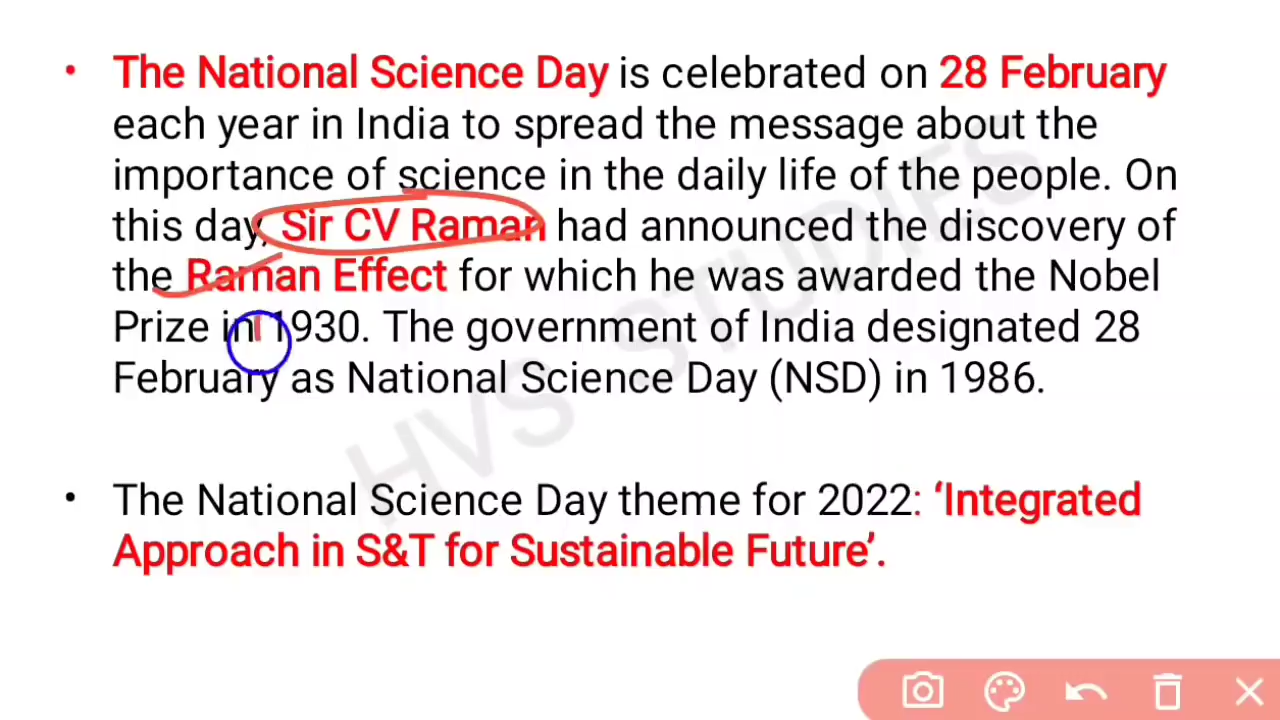 • The National Science Day is celebrated on 28 February
each year in India to spread the message about the
importance of science in the daily life of the people. On
this day, Sir CV Raman had announced the discovery of
the Raman Effect for which he was awarded the Nobel
Prize in 1930. The government of India designated 28
February as National Science Day (NSD) in 1986.
• The National Science Day theme for 2022: ‘Integrated
Approach in S&T for Sustainable Future’.
HVS STUDIES